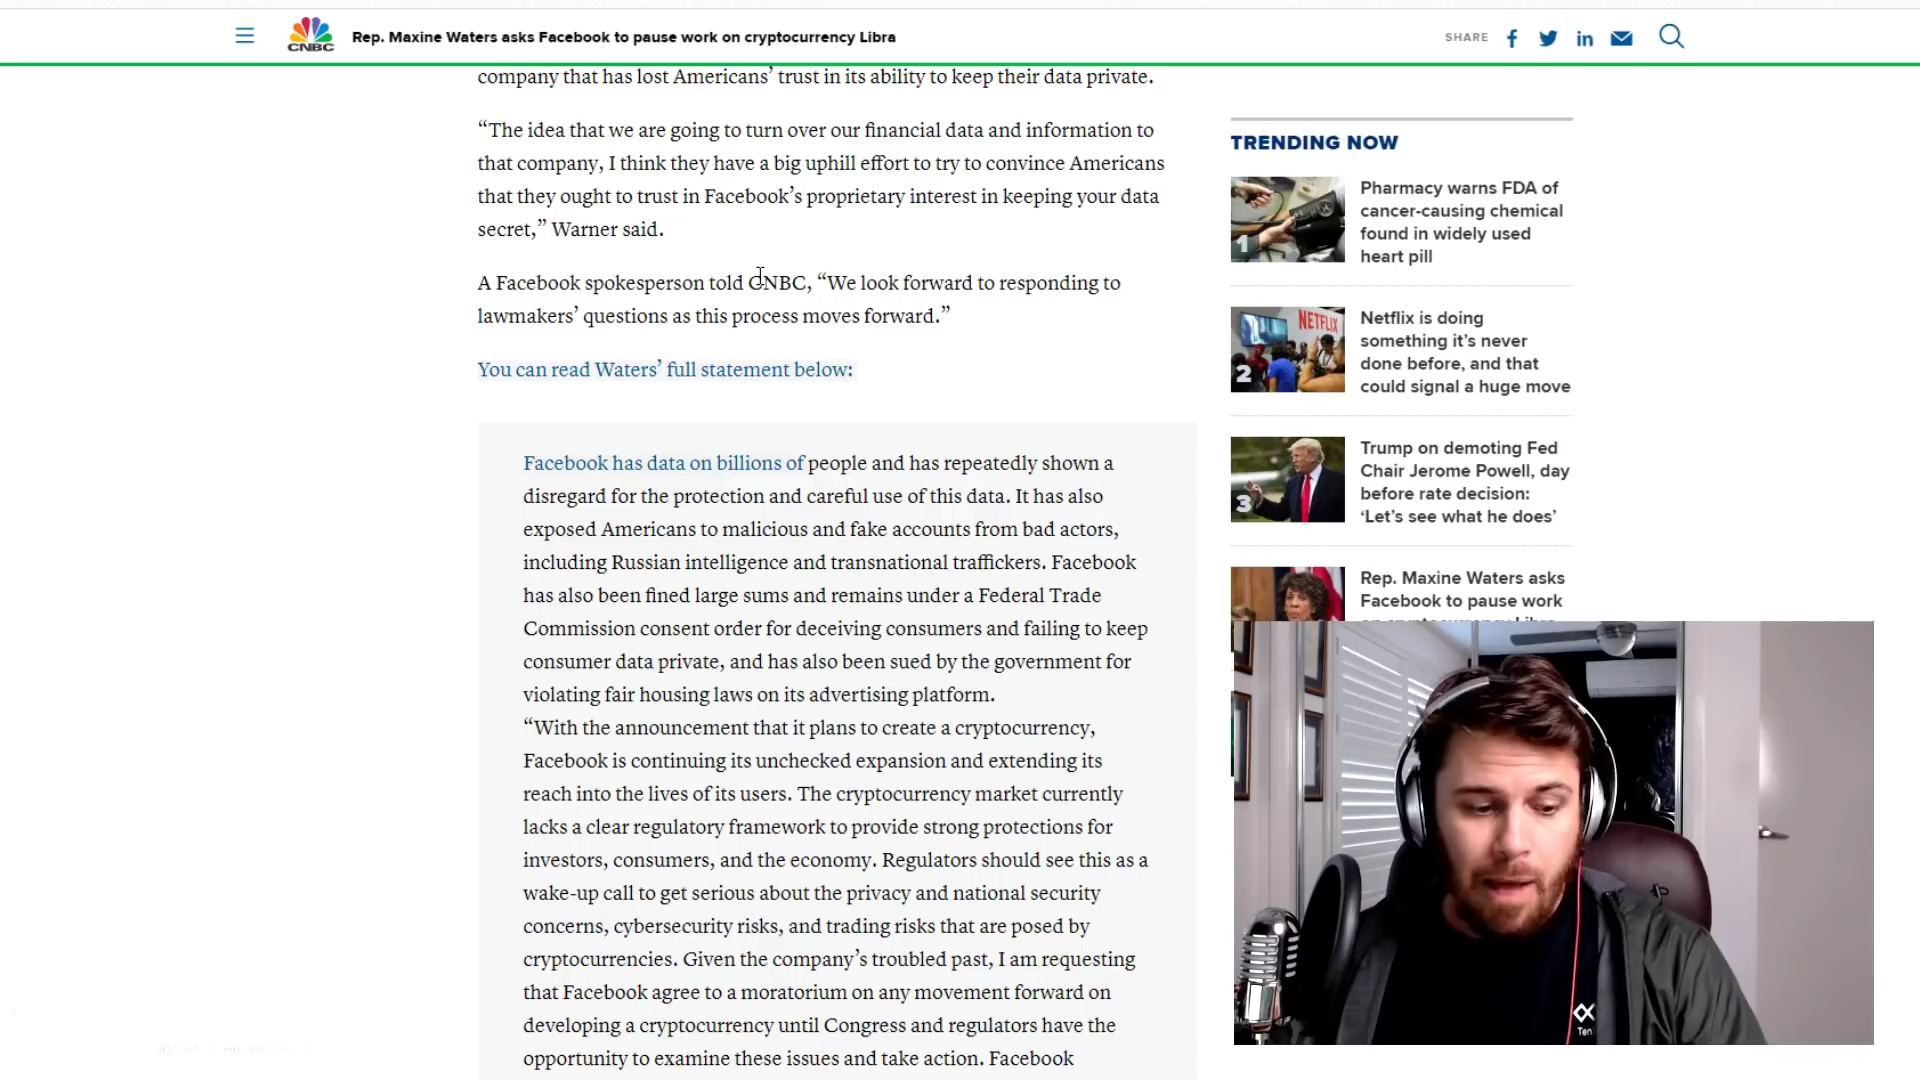 CNBC
Rep. Maxine Waters asks Facebook to pause work on cryptocurrency Libra
SHARE
company that has lost Americans’ trust in its ability to keep their data private.
“The idea that we are going to turn over our financial data and information to
that company, I think they have a big uphill effort to try to convince Americans
that they ought to trust in Facebook’s proprietary interest in keeping your data
secret,” Warner said.
A Facebook spokesperson told CNBC, “We look forward to responding to
lawmakers’ questions as this process moves forward.”
You can read Waters’ full statement below:
Facebook has data on billions of people and has repeatedly shown a
disregard for the protection and careful use of this data. It has also
exposed Americans to malicious and fake accounts from bad actors,
including Russian intelligence and transnational traffickers. Facebook
has also been fined large sums and remains under a Federal Trade
Commission consent order for deceiving consumers and failing to keep
consumer data private, and has also been sued by the government for
violating fair housing laws on its advertising platform.
“With the announcement that it plans to create a cryptocurrency,
Facebook is continuing its unchecked expansion and extending its
reach into the lives of its users. The cryptocurrency market currently
lacks a clear regulatory framework to provide strong protections for
investors, consumers, and the economy. Regulators should see this as a
wake-up call to get serious about the privacy and national security
concerns, cybersecurity risks, and trading risks that are posed by
cryptocurrencies. Given the company’s troubled past, I am requesting
that Facebook agree to a moratorium on any movement forward on
developing a cryptocurrency until Congress and regulators have the
opportunity to examine these issues and take action. Facebook
TRENDING NOW
1
Pharmacy warns FDA of
cancer-causing chemical
found in widely used
heart pill
NETFLIX
2
Netflix is doing
something it’s never
done before, and that
could signal a huge move
3
Trump on demoting Fed
Chair Jerome Powell, day
before rate decision:
‘Let’s see what he does’
Rep. Maxine Waters asks
Facebook to pause work
Ten